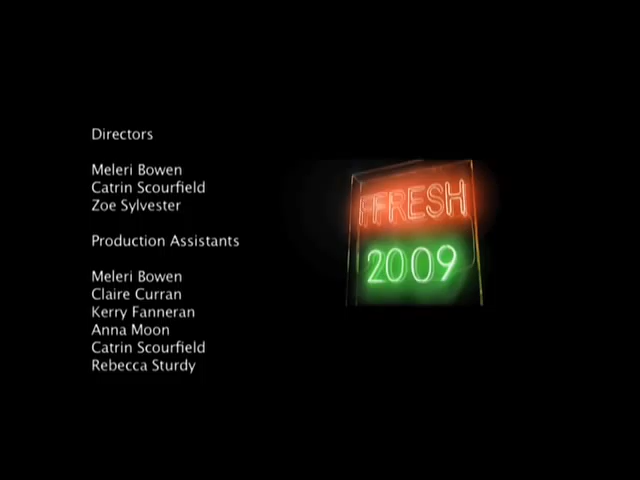 Directors
Meleri Bowen
Catrin Scourfield
Zoe Sylvester
Production Assistants
Meleri Bowen
Claire Curran
Kerry Fanneran
Anna Moon
Catrin Scourfield
Rebecca Sturdy
FFRESH
2009